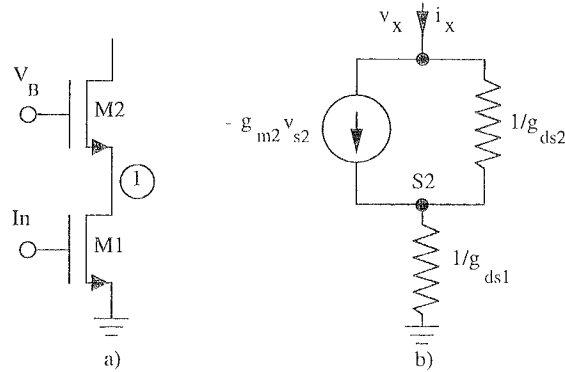 V_B
M2
1
In
M1
a)
v_x i_x
- g_m2 v_s2
1/g_ds2
S2
1/g_ds1
b)